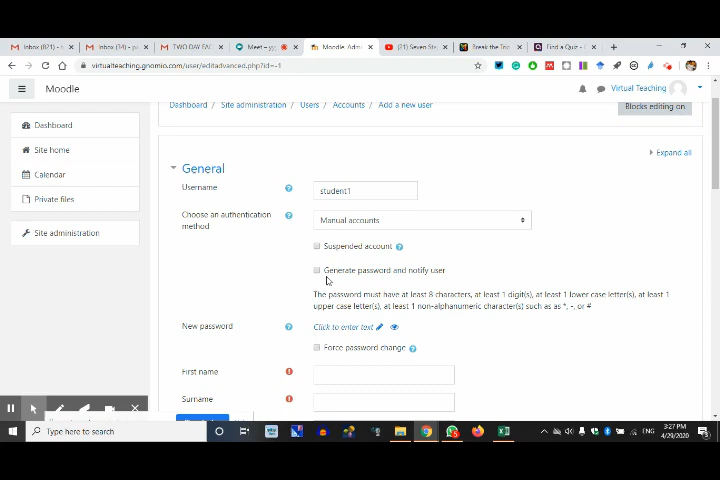 Inbox (821) - n
Inbox (34) - p
TWO DAY FAC
Meet – yy
Moodle: Adm
(21) Seven St
Break the Tri
Find a Quiz -
virtualteaching.gnomio.com/user/editadvanced.php?id=-1
Moodle
Virtual Teaching
Dashboard / Site administration / Users / Accounts / Add a new user
Blocks editing on
Dashboard
Site home
Calendar
Private files
Site administration
Expand all
General
Username
student1
Choose an authentication method
Manual accounts
Suspended account
Generate password and notify user
The password must have at least 8 characters, at least 1 digit(s), at least 1 lower case letter(s), at least 1
upper case letter(s), at least 1 non-alphanumeric character(s) such as as *, -, or #
New password
Click to enter text
Force password change
First name
Surname
Type here to search
ENG
3:27 PM
4/29/2020